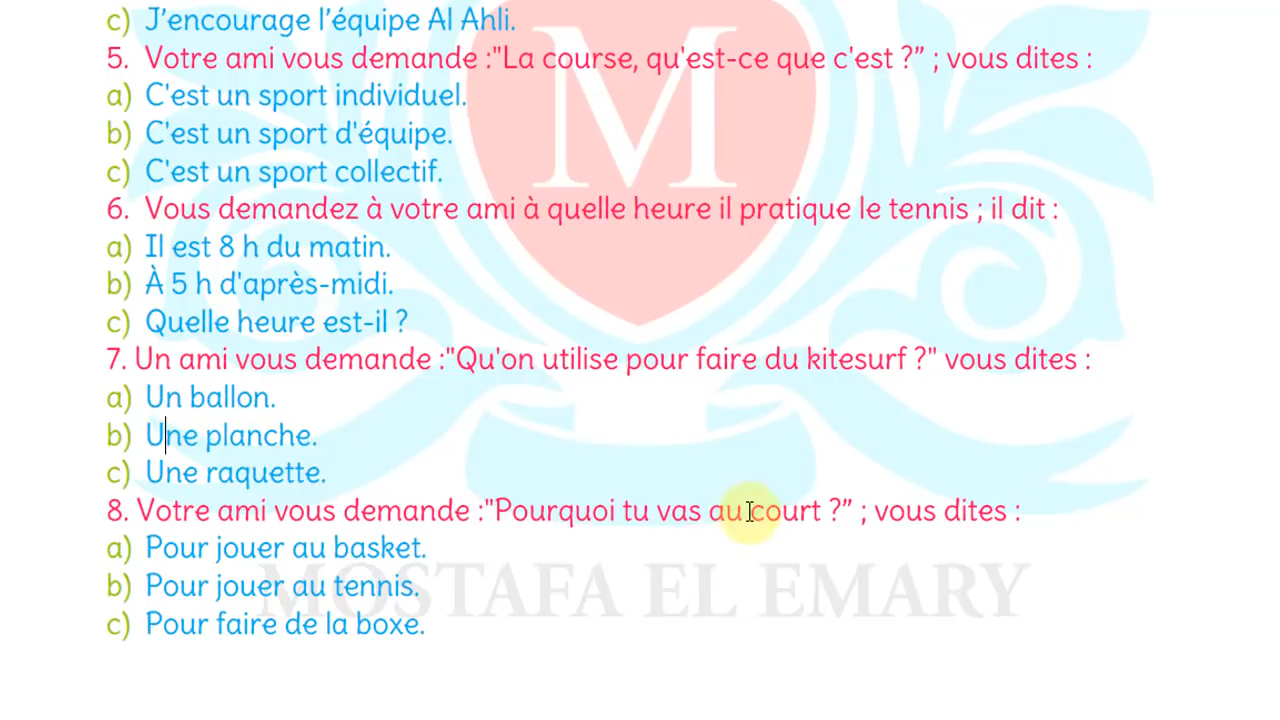 c) J’encourage l’équipe Al Ahli.
5. Votre ami vous demande :"La course, qu'est-ce que c'est ?” ; vous dites :
a) C'est un sport individuel.
b) C'est un sport d'équipe.
c) C'est un sport collectif.
6. Vous demandez à votre ami à quelle heure il pratique le tennis ; il dit :
a) Il est 8 h du matin.
b) À 5 h d'après-midi.
c) Quelle heure est-il ?
7. Un ami vous demande :"Qu'on utilise pour faire du kitesurf ?" vous dites :
a) Un ballon.
b) Une planche.
c) Une raquette.
8. Votre ami vous demande :"Pourquoi tu vas au court ?” ; vous dites :
a) Pour jouer au basket.
b) Pour jouer au tennis.
c) Pour faire de la boxe.
M
MOSTAFA EL EMARY